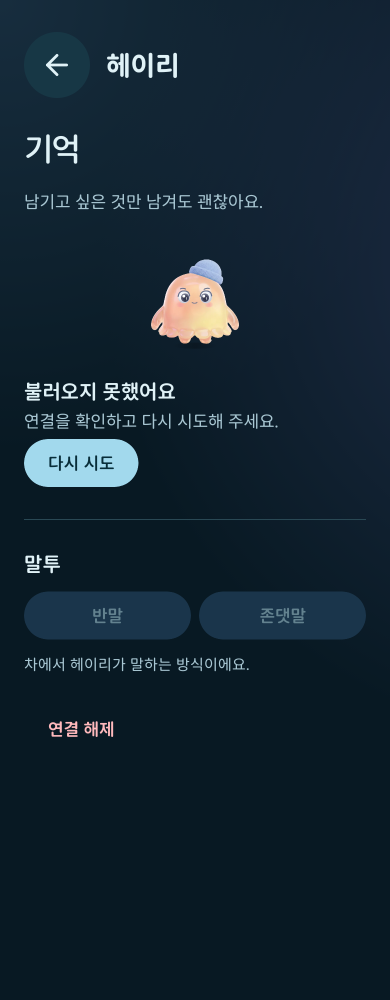 헤이리
기억
남기고 싶은 것만 남겨도 괜찮아요.
불러오지 못했어요
연결을 확인하고 다시 시도해 주세요.
다시 시도
말투
반말
존댓말
차에서 헤이리가 말하는 방식이에요.
연결 해제